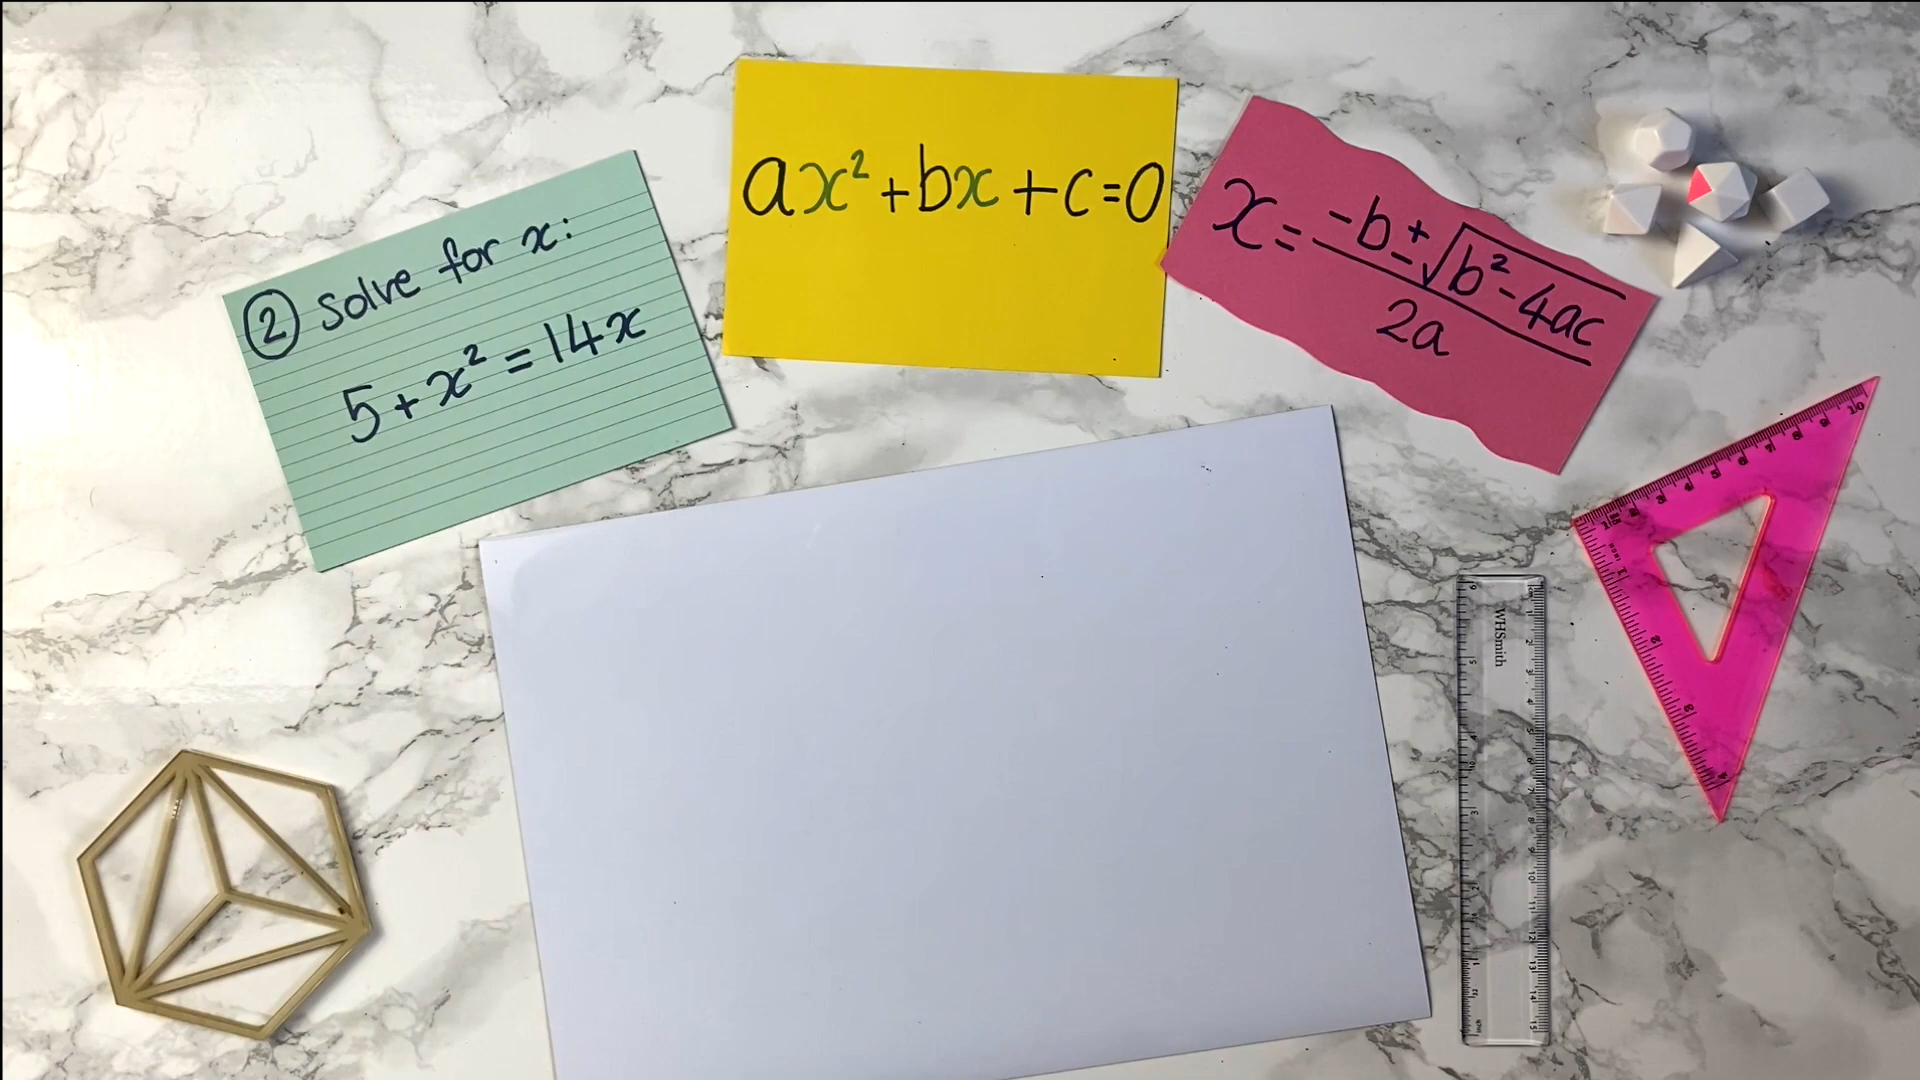 ② Solve for x:
5+x²=14x
ax²+bx+c=0
x=-b±√b²-4ac
2a
WHSmith